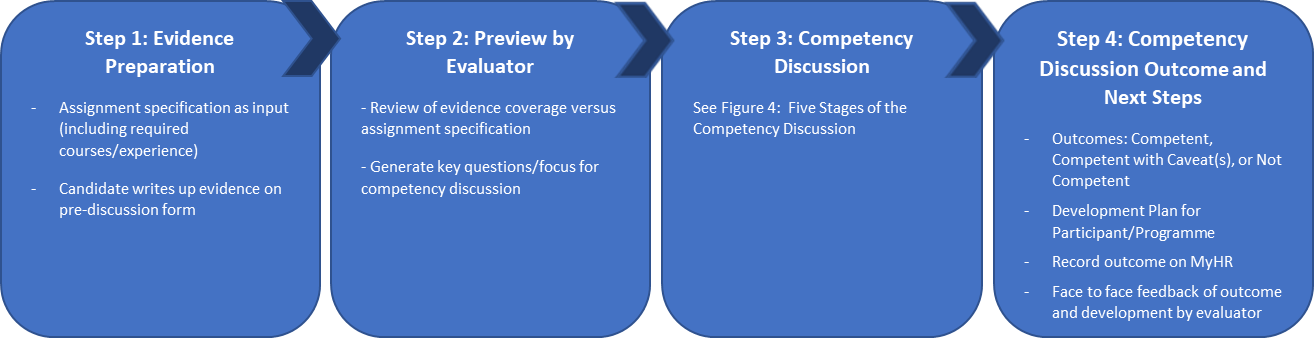 Step 1: Evidence
Preparation
- Assignment specification as input
(including required
courses/experience)
- Candidate writes up evidence on
pre-discussion form
Step 2: Preview by
Evaluator
- Review of evidence coverage versus
assignment specification
- Generate key questions/focus for
competency discussion
Step 3: Competency
Discussion
See Figure 4:  Five Stages of the
Competency Discussion
Step 4: Competency
Discussion Outcome and
Next Steps
- Outcomes: Competent,
Competent with Caveat(s), or Not
Competent
- Development Plan for
Participant/Programme
- Record outcome on MyHR
- Face to face feedback of outcome
and development by evaluator